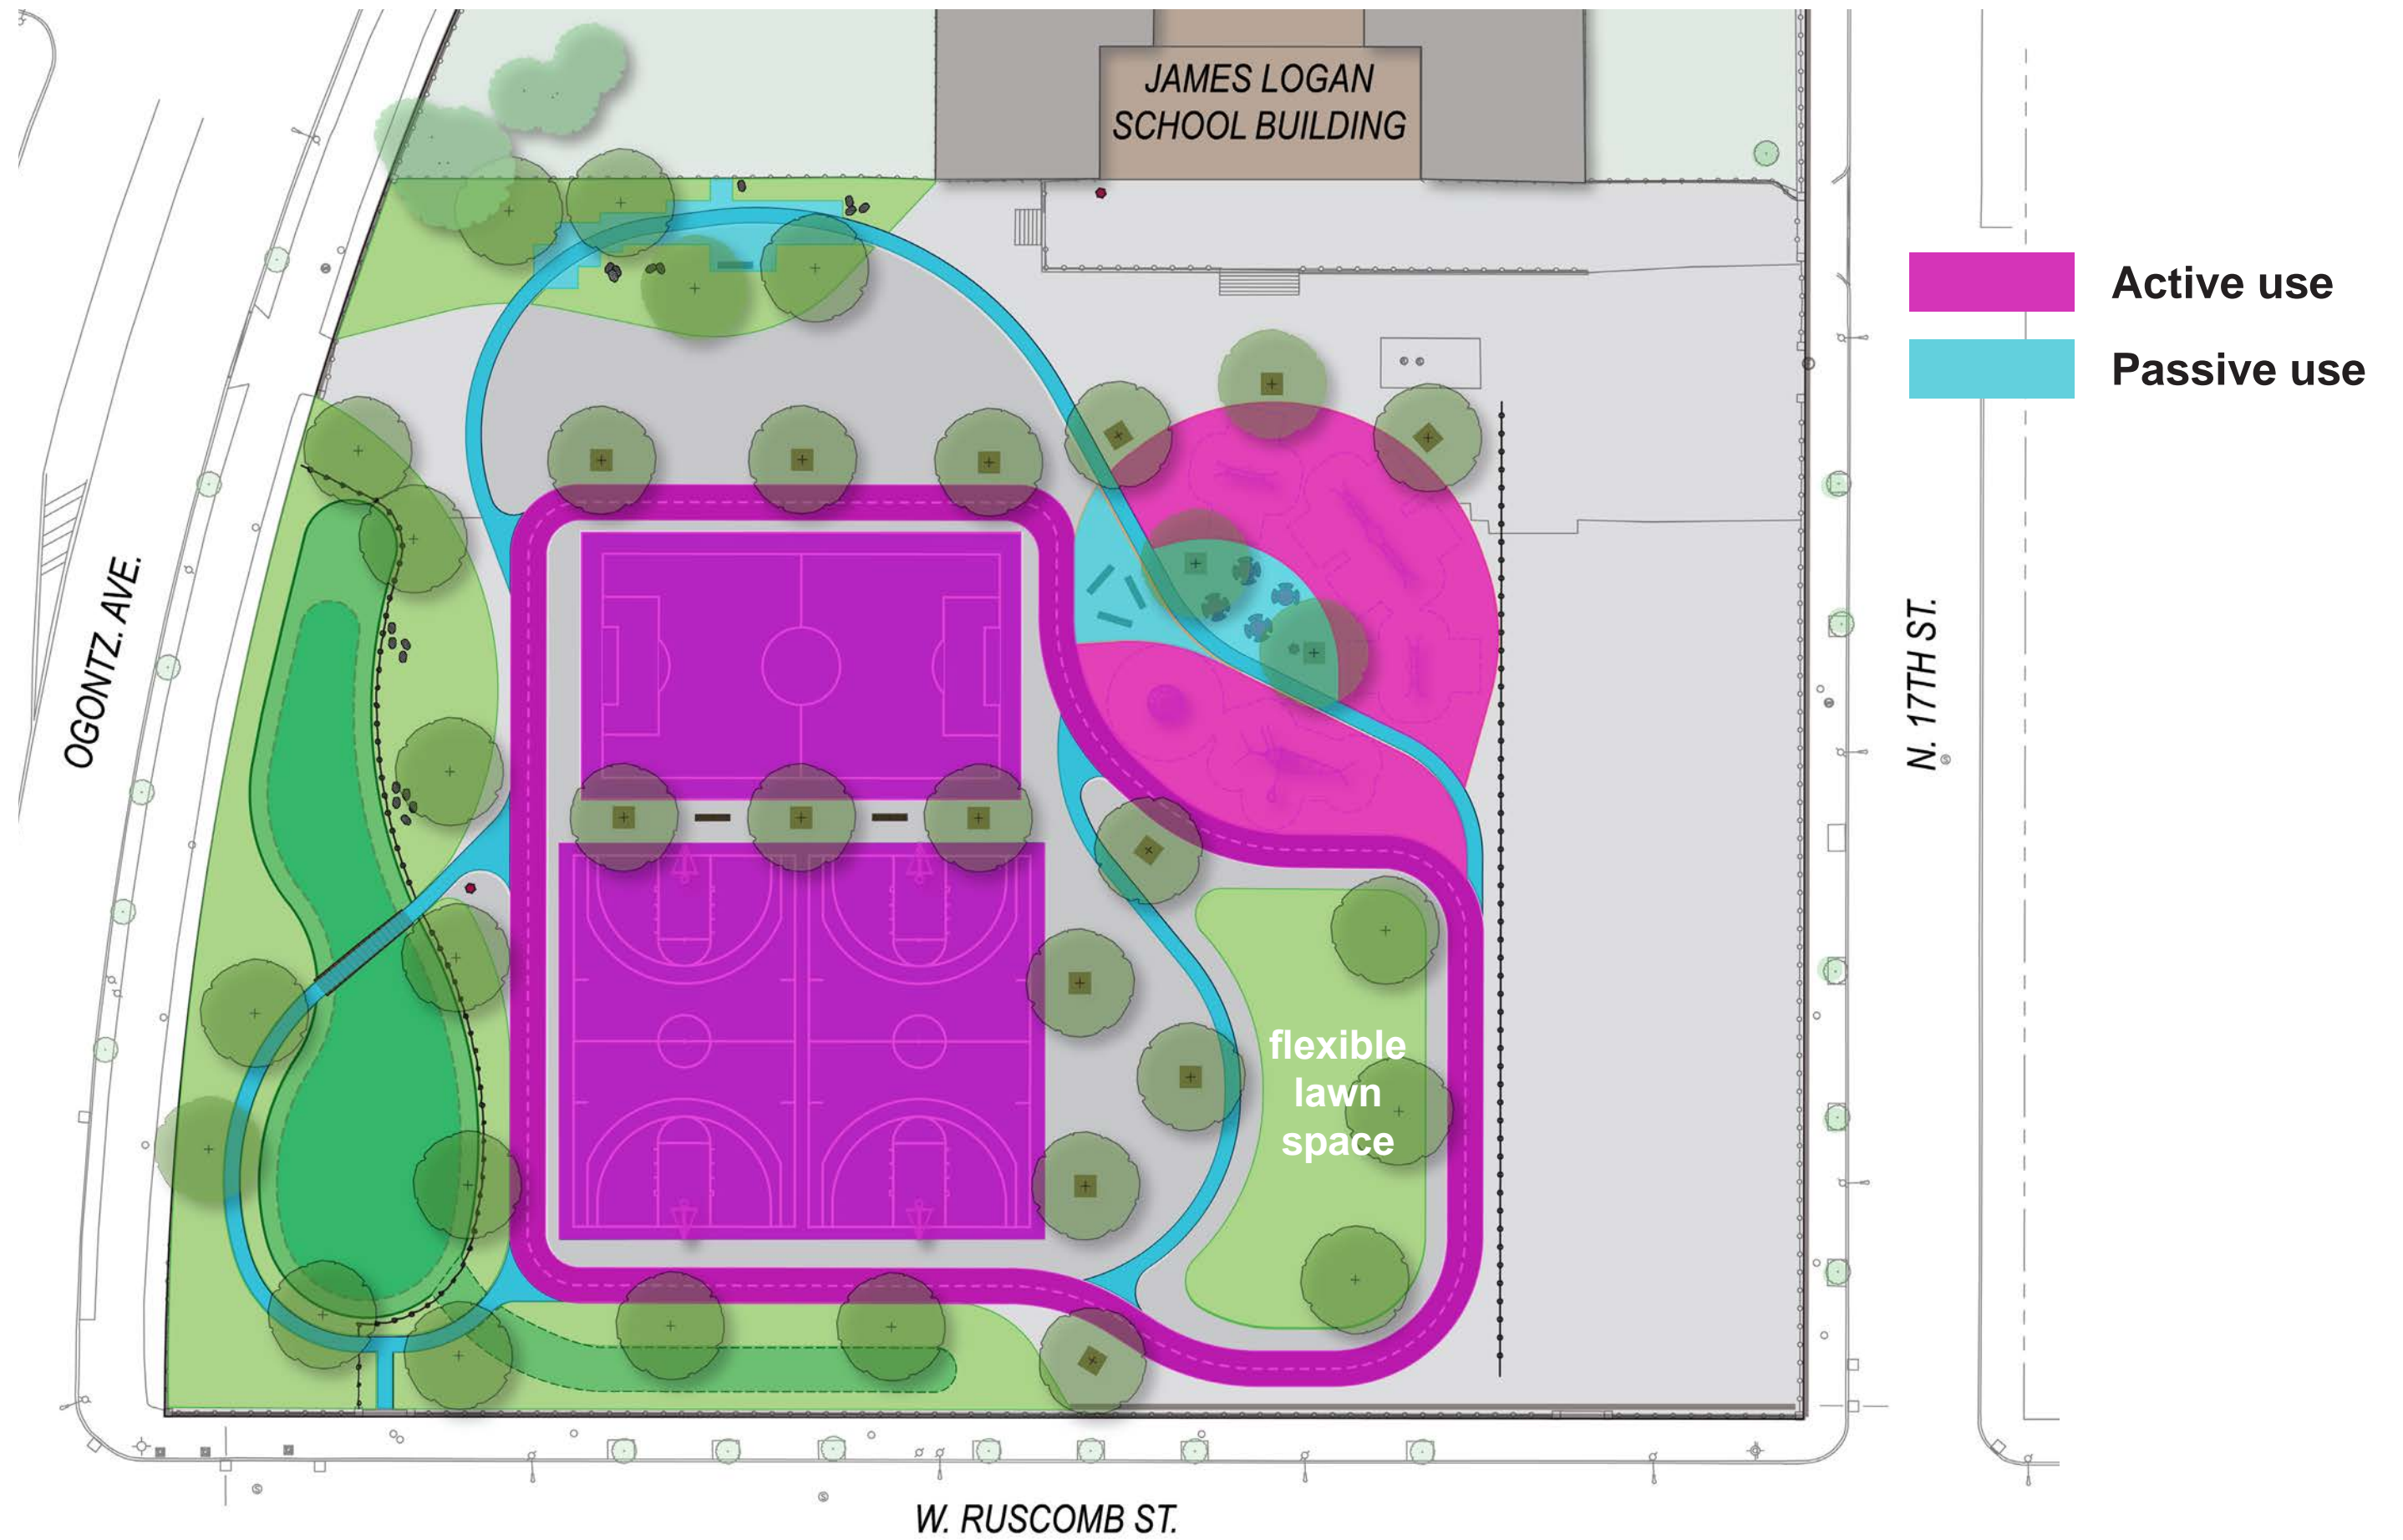 JAMES LOGAN
SCHOOL BUILDING
Active use
Passive use
OGONTZ. AVE.
N. 17TH ST.
flexible
lawn
space
W. RUSCOMB ST.